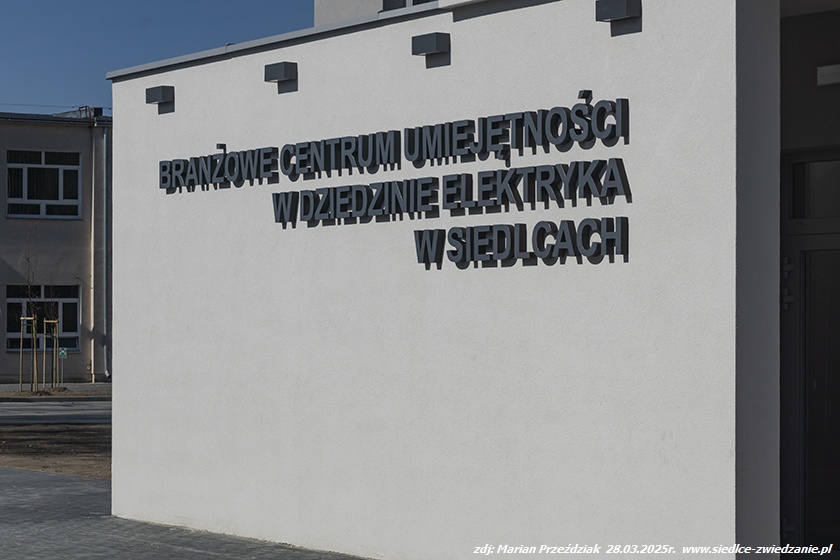 BRANŻOWE CENTRUM UMIEJĘTNOŚCI
W DZIEDZINIE ELEKTRYKA
W SIEDLCACH
zdj: Marian Przeździak 28.03.2025r. www.siedlce-zwiedzanie.pl